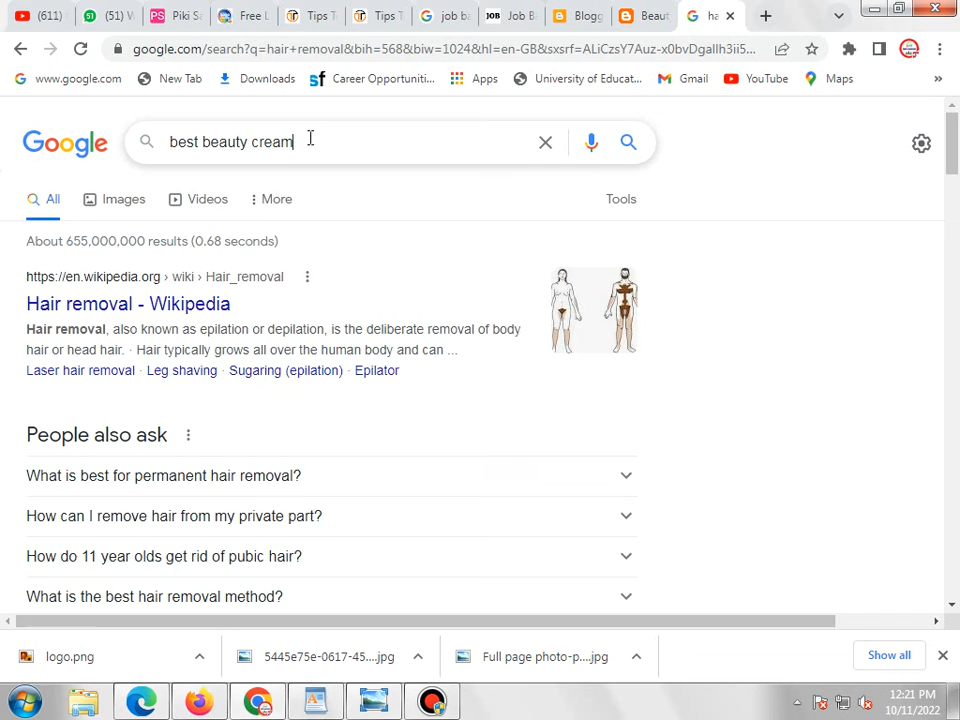 (611)
(51) W
Piki Sa
Free L
Tips T
Tips T
job ba
Job B
Blogg
Beaut
ha
google.com/search?q=hair+removal&bih=568&biw=1024&hl=en-GB&sxsrf=ALiCzsY7Auz-x0bvDgaIlh3ii5...
www.google.com
New Tab
Downloads
Career Opportuniti...
Apps
University of Educat...
Gmail
YouTube
Maps
»
Google
best beauty cream
All
Images
Videos
More
Tools
About 655,000,000 results (0.68 seconds)
https://en.wikipedia.org › wiki › Hair_removal
Hair removal - Wikipedia
Hair removal, also known as epilation or depilation, is the deliberate removal of body
hair or head hair. · Hair typically grows all over the human body and can ...
Laser hair removal · Leg shaving · Sugaring (epilation) · Epilator
People also ask
What is best for permanent hair removal?
How can I remove hair from my private part?
How do 11 year olds get rid of pubic hair?
What is the best hair removal method?
logo.png
5445e75e-0617-45....jpg
Full page photo-p....jpg
Show all
12:21 PM
10/11/2022